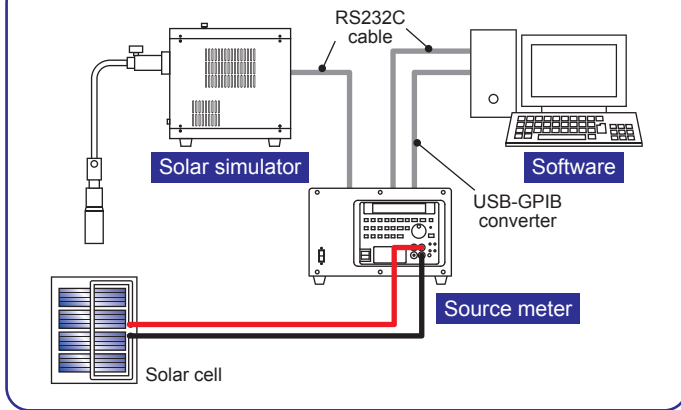 RS232C
cable
Solar simulator
Software
USB-GPIB
converter
Source meter
Solar cell